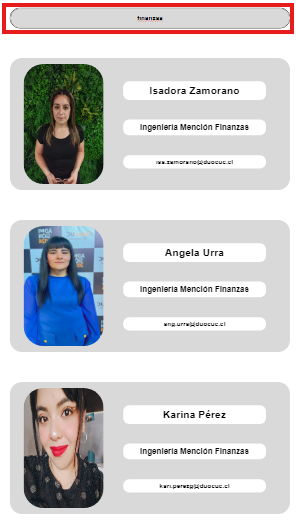 finanzas
Isadora Zamorano
Ingeniería Mención Finanzas
isa.zamorano@duocuc.cl
Angela Urra
Ingeniería Mención Finanzas
ang.urra@duocuc.cl
Karina Pérez
Ingeniería Mención Finanzas
kari.perezg@duocuc.cl